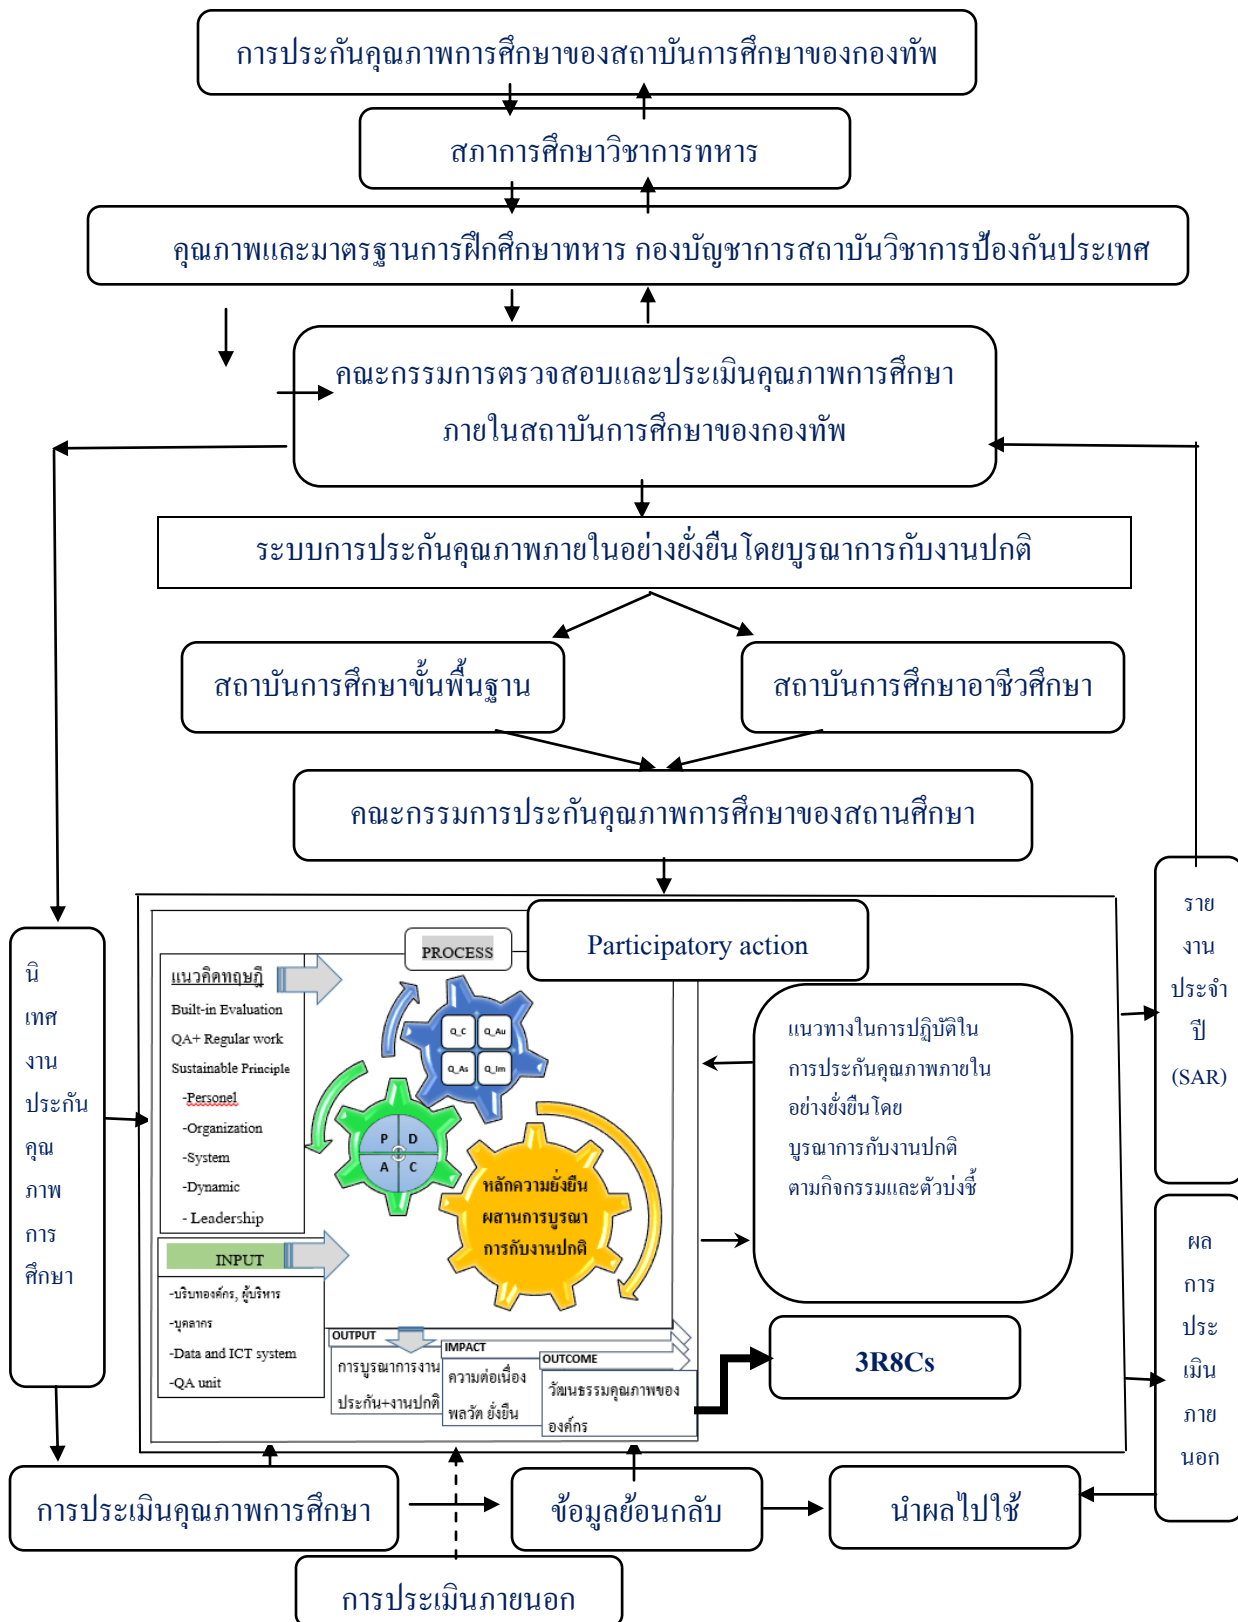 การประกันคุณภาพการศึกษาของสถาบันการศึกษาของกองทัพ
สภาการศึกษาวิชาการทหาร
คุณภาพและมาตรฐานการฝึกศึกษาทหาร กองบัญชาการสถาบันวิชาการป้องกันประเทศ
คณะกรรมการตรวจสอบและประเมินคุณภาพการศึกษา
ภายในสถาบันการศึกษาของกองทัพ
ระบบการประกันคุณภาพภายในอย่างยั่งยืนโดยบูรณาการกับงานปกติ
สถาบันการศึกษาขั้นพื้นฐาน
สถาบันการศึกษาอาชีวศึกษา
คณะกรรมการประกันคุณภาพการศึกษาของสถานศึกษา
นิ
เทศ
งาน
ประกัน
คุณ
ภาพ
การ
ศึกษา
PROCESS
Participatory action
แนวคิดทฤษฎี
Built-in Evaluation
QA+ Regular work
Sustainable Principle
-Personel
-Organization
-System
-Dynamic
- Leadership
Q_C
Q_Au
Q_As
Q_Im
P
D
A
C
หลักความยั่งยืน
ผสานการบูรณา
การกับงานปกติ
แนวทางในการปฏิบัติใน
การประกันคุณภาพภายใน
อย่างยั่งยืนโดย
บูรณาการกับงานปกติ
ตามกิจกรรมและตัวบ่งชี้
ราย
งาน
ประจำ
ปี
(SAR)
INPUT
-บริบทองค์กร, ผู้บริหาร
-บุคลากร
-Data and ICT system
-QA unit
OUTPUT
การบูรณาการงาน
ประกัน+งานปกติ
IMPACT
ความต่อเนื่อง
พลวัต ยั่งยืน
OUTCOME
วัฒนธรรมคุณภาพของ
องค์กร
3R8Cs
ผล
การ
ประ
เมิน
ภาย
นอก
การประเมินคุณภาพการศึกษา
ข้อมูลย้อนกลับ
นำผลไปใช้
การประเมินภายนอก